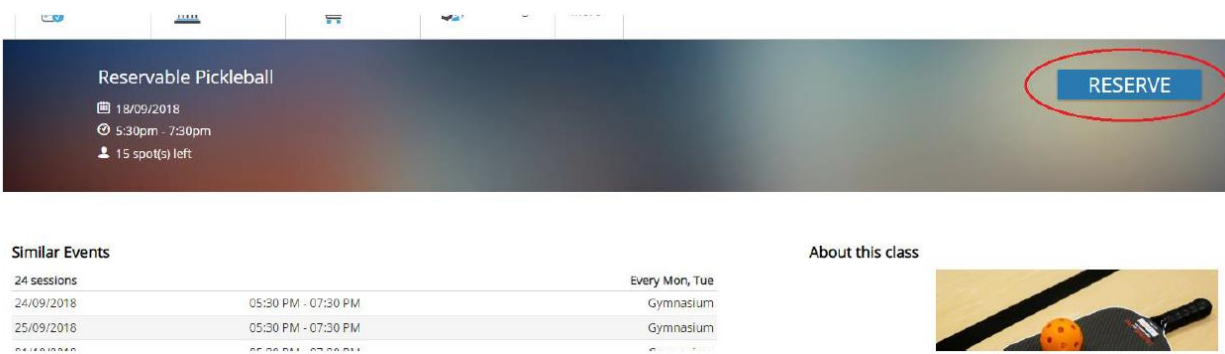 Reservable Pickleball
RESERVE
18/09/2018
5:30pm - 7:30pm
15 spot(s) left
Similar Events
About this class
24 sessions Every Mon, Tue
24/09/2018 05:30 PM - 07:30 PM Gymnasium
25/09/2018 05:30 PM - 07:30 PM Gymnasium